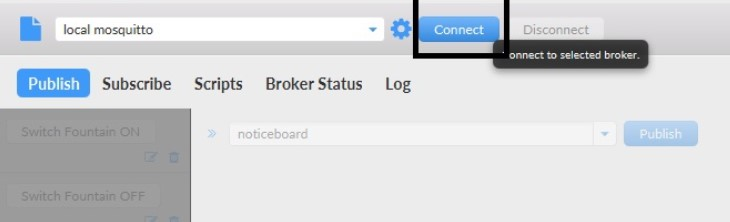 local mosquitto Connect Disconnect
onnect to selected broker.
Publish Subscribe Scripts Broker Status Log
Switch Fountain ON
noticeboard Publish
Switch Fountain OFF